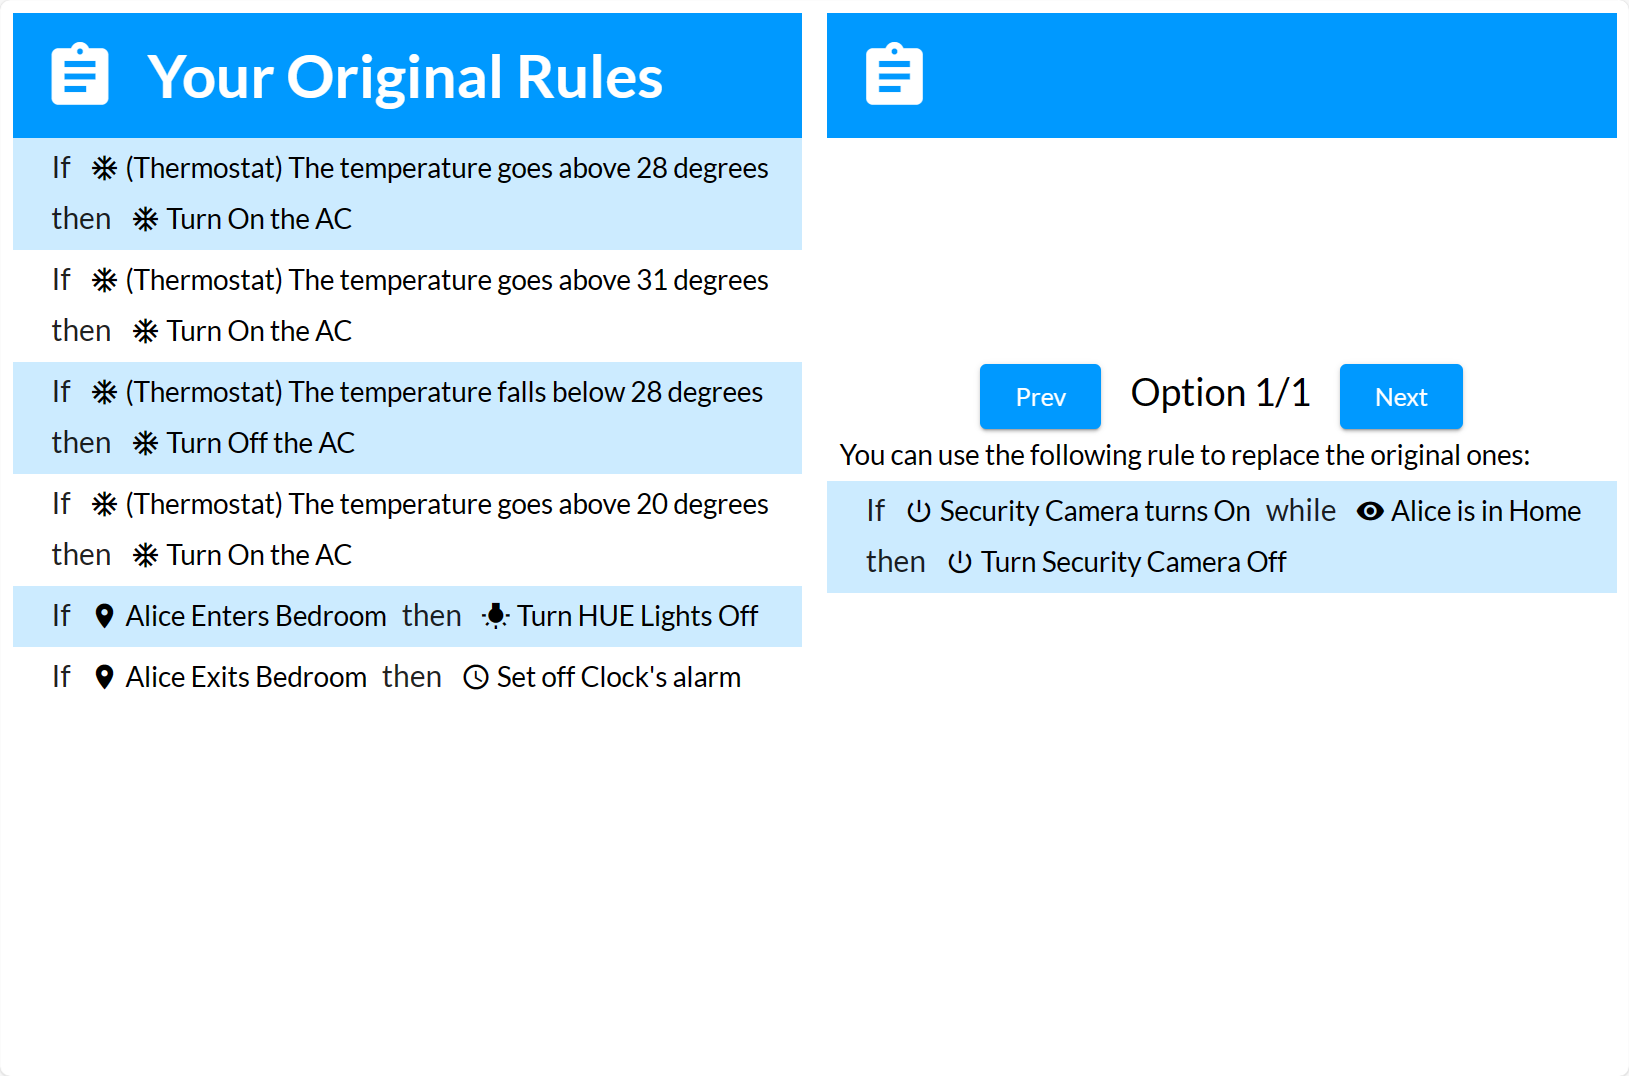 Your Original Rules
If (Thermostat) The temperature goes above 28 degrees
then Turn On the AC
If (Thermostat) The temperature goes above 31 degrees
then Turn On the AC
If (Thermostat) The temperature falls below 28 degrees
then Turn Off the AC
If (Thermostat) The temperature goes above 20 degrees
then Turn On the AC
If Alice Enters Bedroom then Turn HUE Lights Off
If Alice Exits Bedroom then Set off Clock's alarm
Prev Option 1/1 Next
You can use the following rule to replace the original ones:
If Security Camera turns On while Alice is in Home
then Turn Security Camera Off